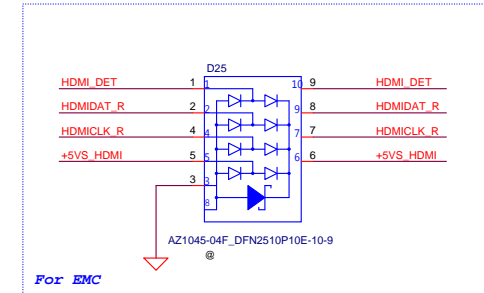 D25
HDMI_DET 1 1 10 9 HDMI_DET
HDMIDAT_R 2 2 9 8 HDMIDAT_R
HDMICLK_R 4 4 7 7 HDMICLK_R
+5VS_HDMI 5 5 6 6 +5VS_HDMI
3 3
8
AZ1045-04F_DFN2510P10E-10-9
@
For EMC